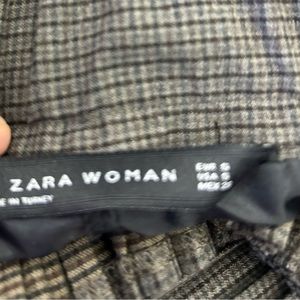 ZARA WOMAN
EUR S
USA S
MEX
IN TURKEY